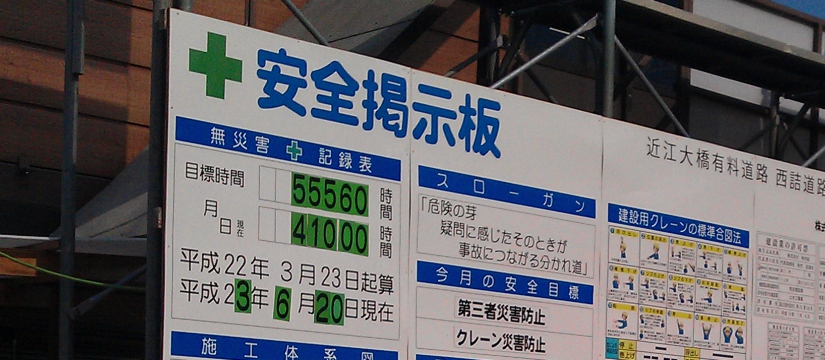 安全掲示板
無災害 記録表
目標時間 55560 時間
月 日 現在 41000 時間
平成22年 3月23日起算
平成23年 6月20日現在
施工体系図
スローガン
「危険の芽
疑問に感じたそのときが
事故につながる分かれ道」
今月の安全目標
第三者災害防止
クレーン災害防止
近江大橋有料道路 西詰道路
建設用クレーンの標準合図法